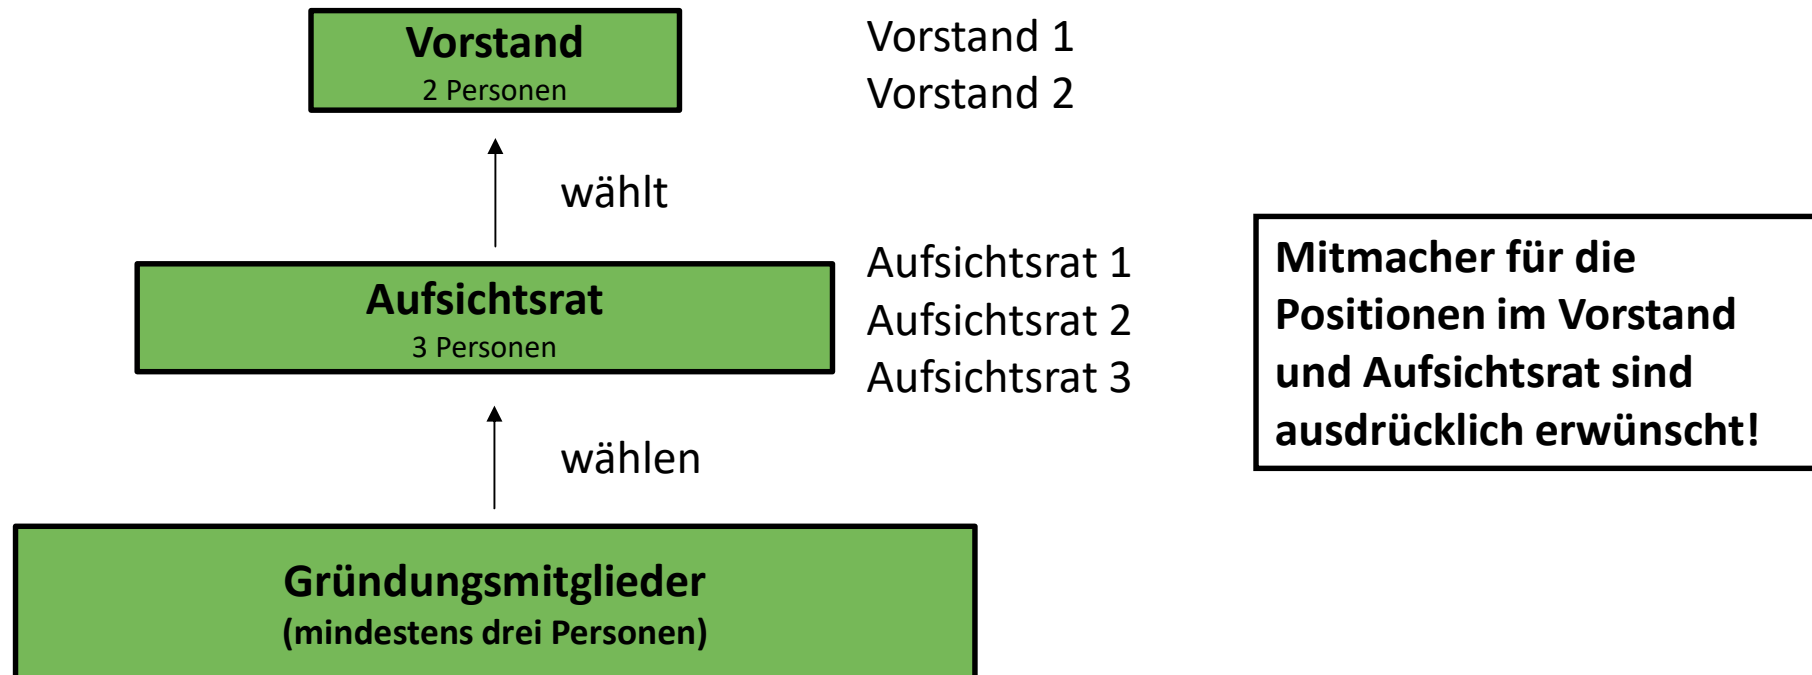 Vorstand
2 Personen
Vorstand 1
Vorstand 2
wählt
Aufsichtsrat
3 Personen
Aufsichtsrat 1
Aufsichtsrat 2
Aufsichtsrat 3
Mitmacher für die
Positionen im Vorstand
und Aufsichtsrat sind
ausdrücklich erwünscht!
wählen
Gründungsmitglieder
(mindestens drei Personen)